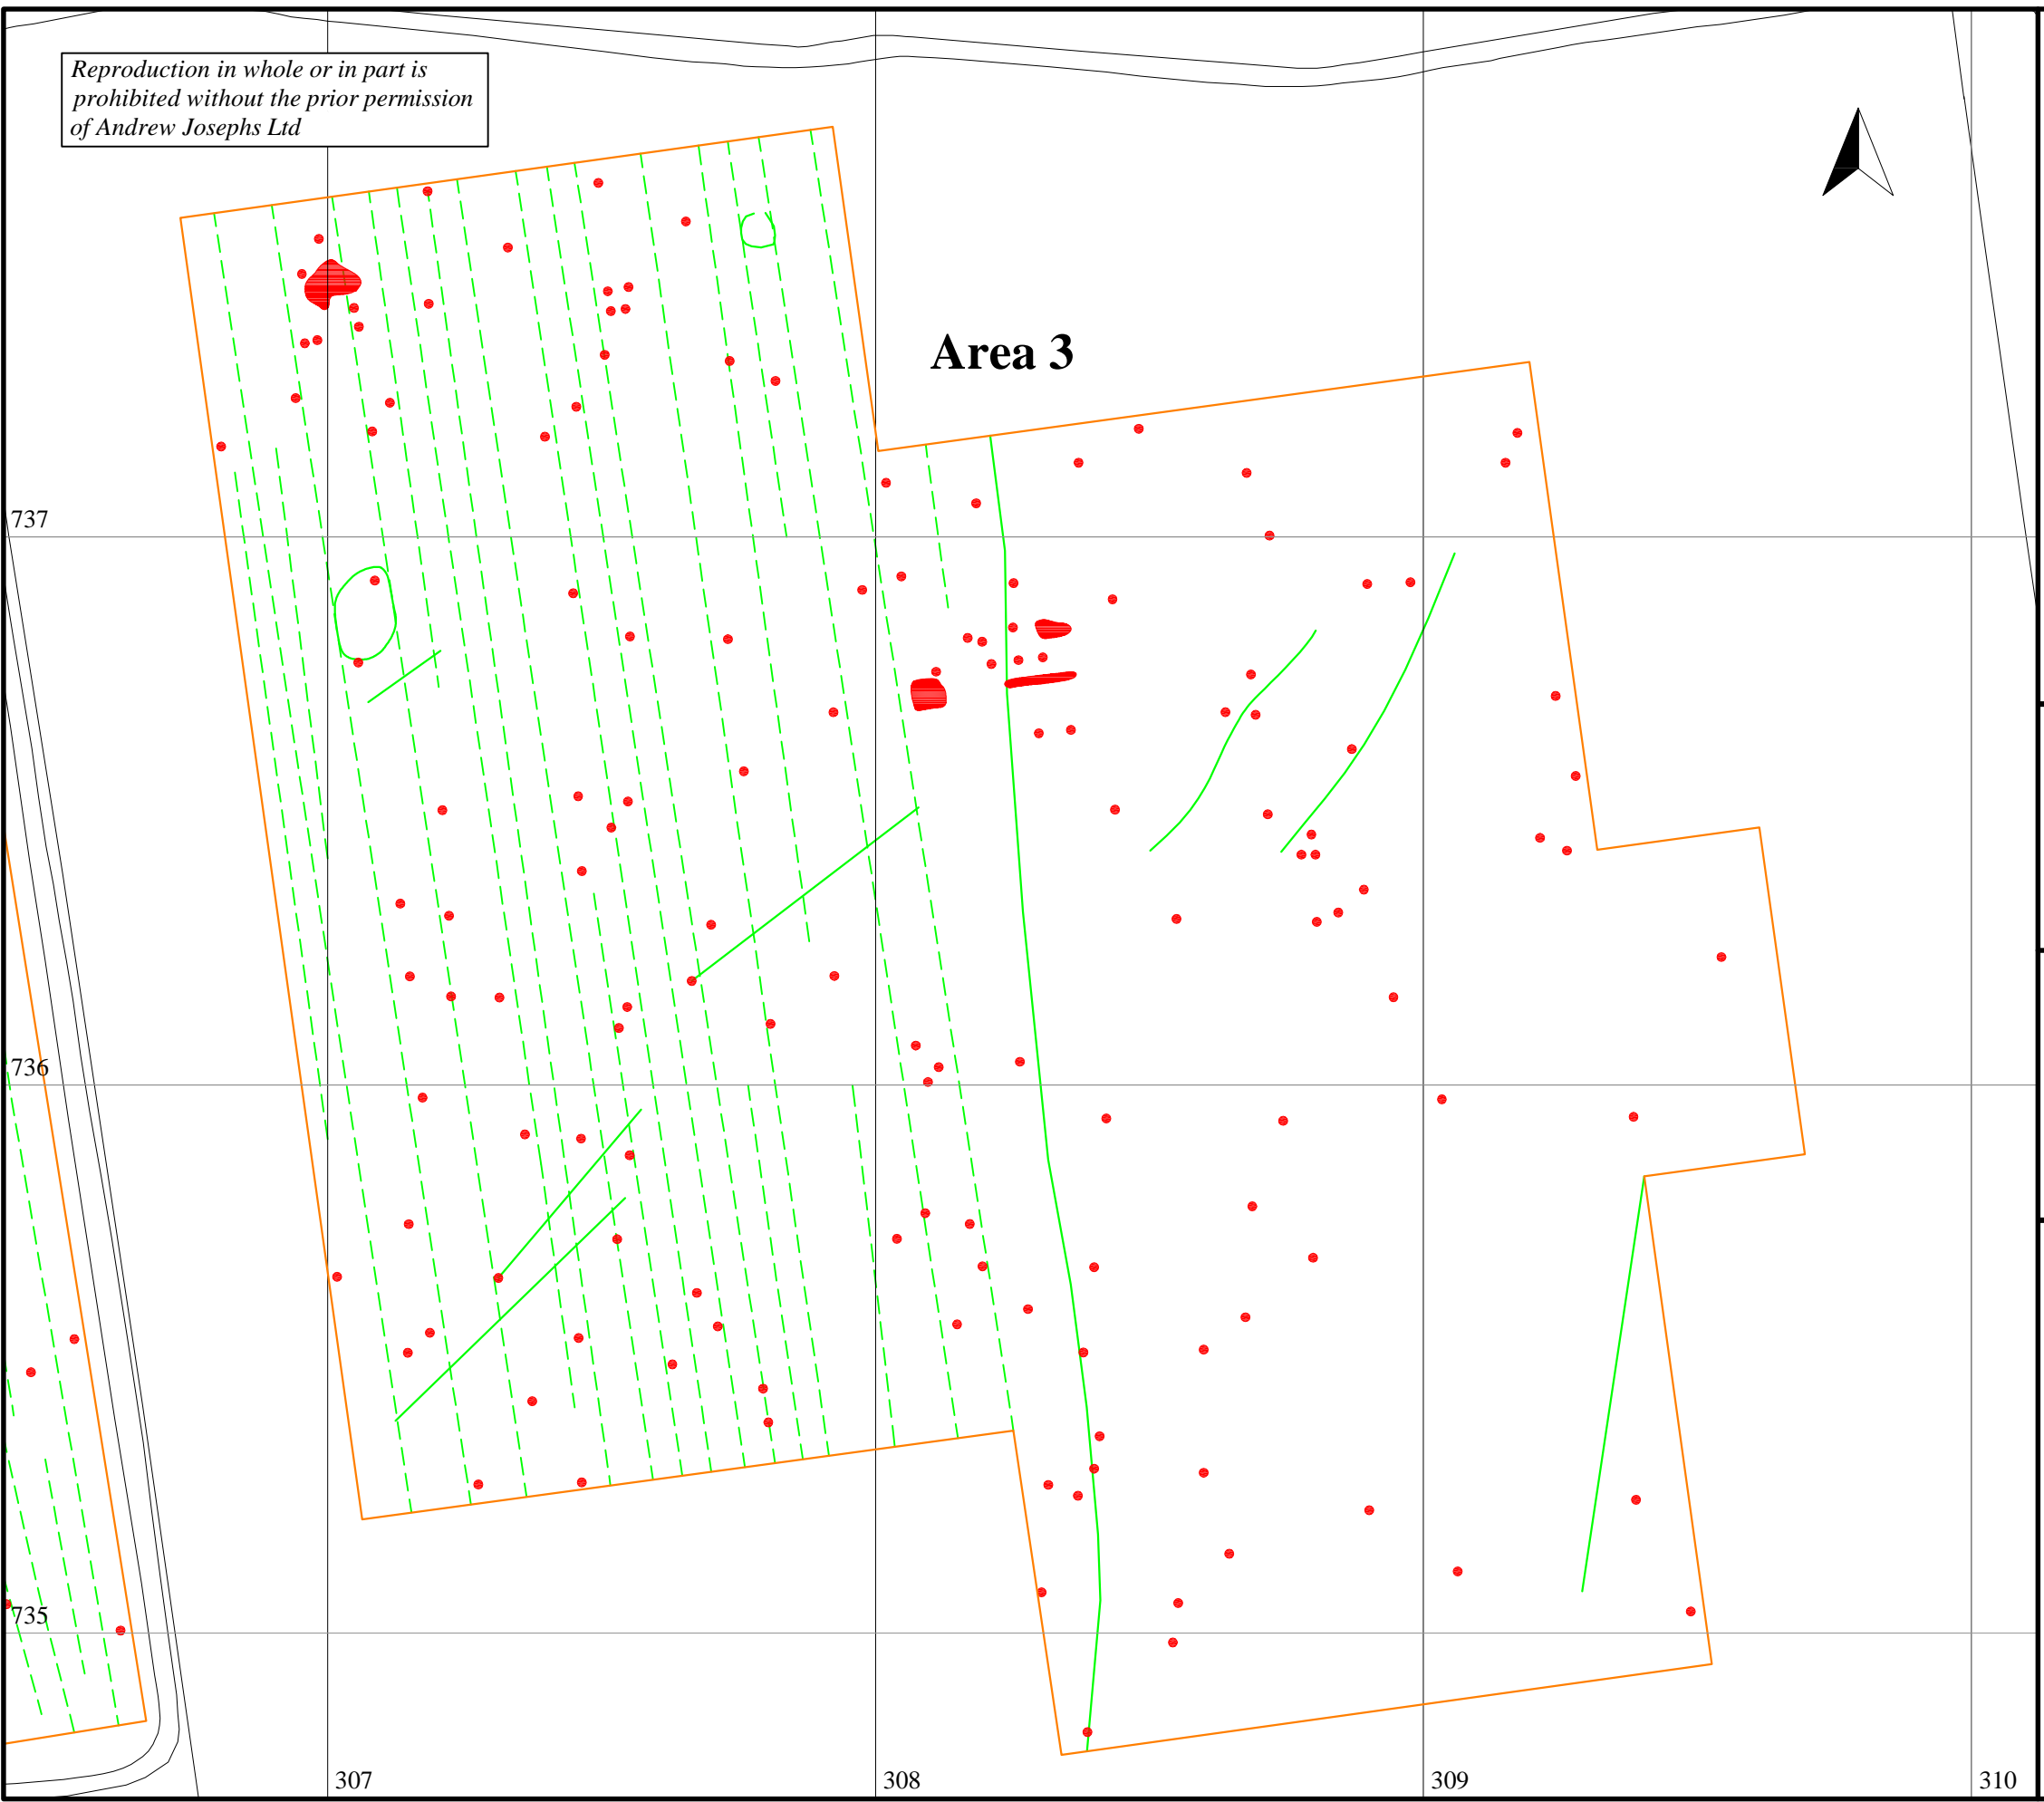 Reproduction in whole or in part is
prohibited without the prior permission
of Andrew Josephs Ltd
Area 3
737
736
735
307
308
309
310